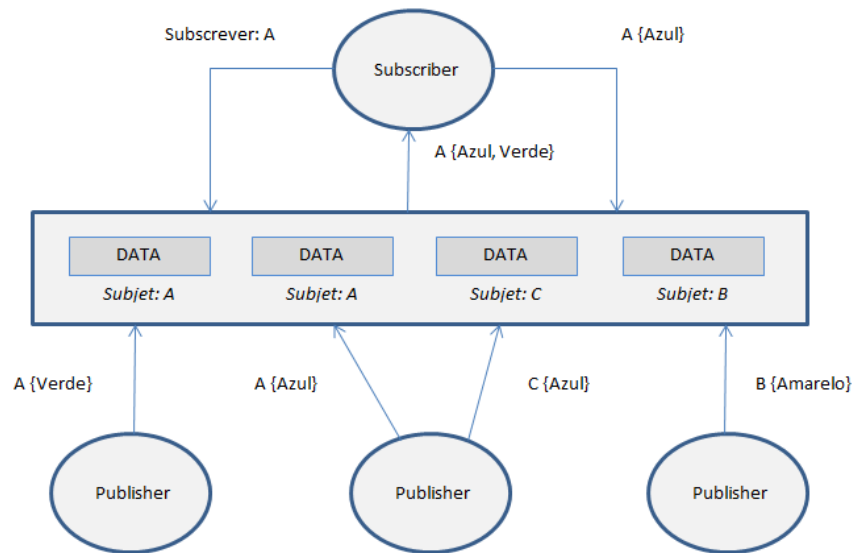 Subscrever: A
A {Azul}
Subscriber
A {Azul, Verde}
DATA
DATA
DATA
DATA
Subjet: A
Subjet: A
Subjet: C
Subjet: B
A {Verde}
A {Azul}
C {Azul}
B {Amarelo}
Publisher
Publisher
Publisher